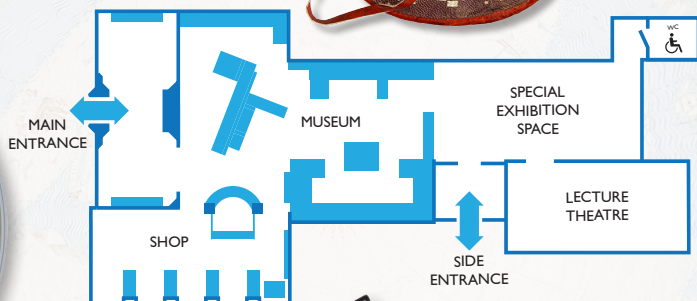 WC
SPECIAL
EXHIBITION
SPACE
MUSEUM
MAIN
ENTRANCE
LECTURE
THEATRE
SHOP
SIDE
ENTRANCE